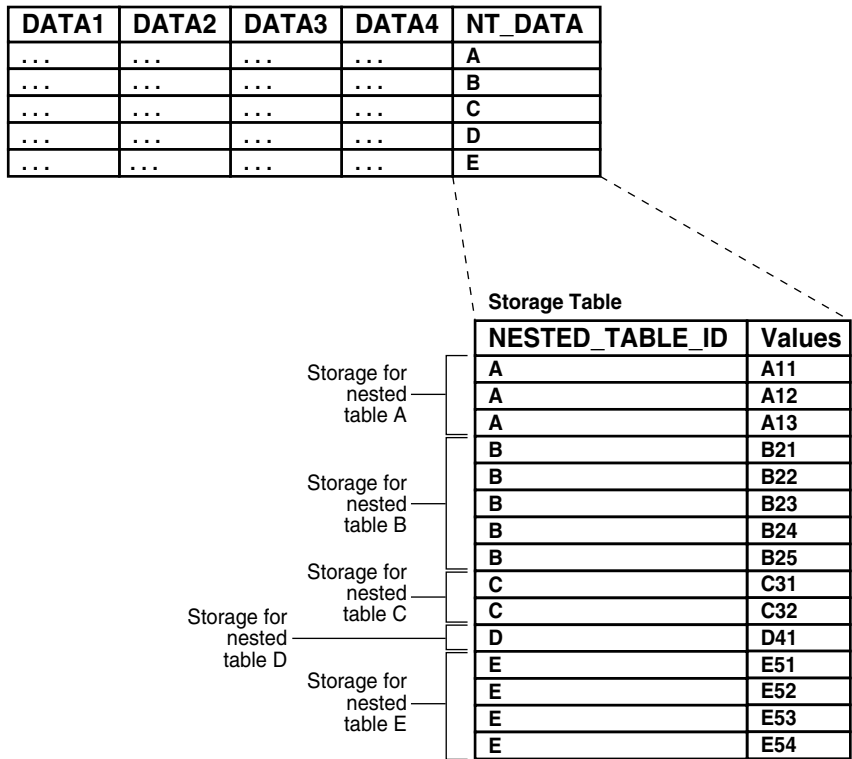 DATA1 DATA2 DATA3 DATA4 NT_DATA
... ... ... ... A
... ... ... ... B
... ... ... ... C
... ... ... ... D
... ... ... ... E
Storage Table
NESTED_TABLE_ID Values
A A11
A A12
A A13
B B21
B B22
B B23
B B24
B B25
C C31
C C32
D D41
E E51
E E52
E E53
E E54
Storage for
nested
table A
Storage for
nested
table B
Storage for
nested
table C
Storage for
nested
table D
Storage for
nested
table E